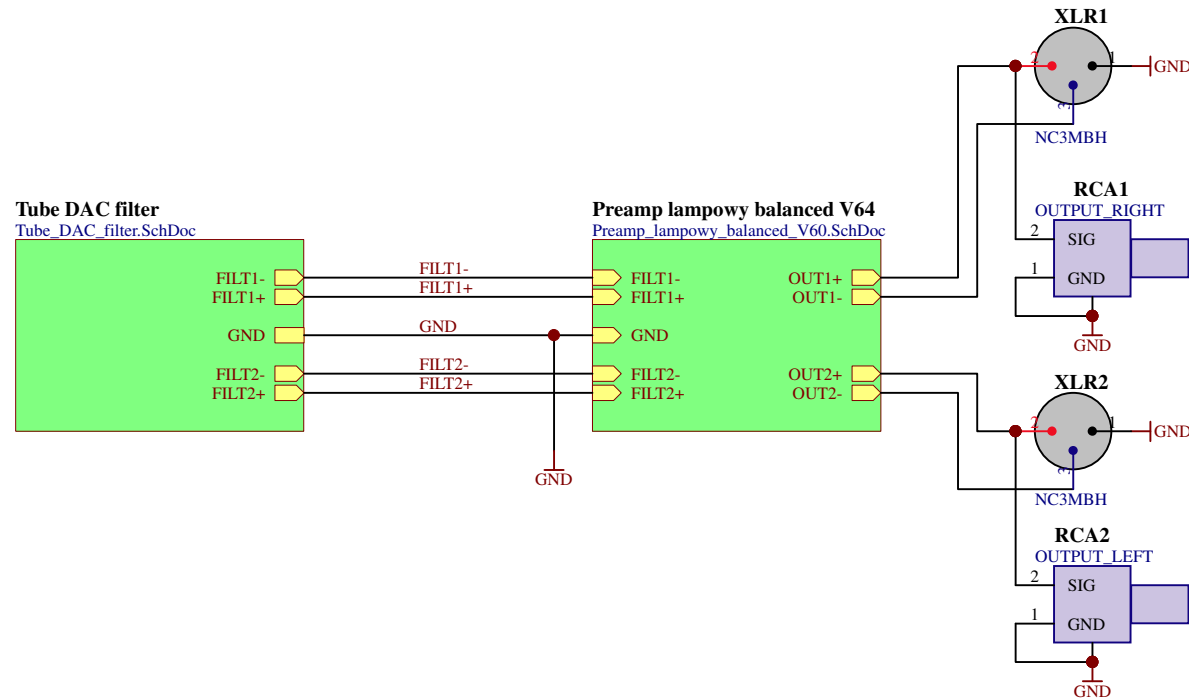 XLR1
2
1
GND
3
NC3MBH
Tube DAC filter
Tube_DAC_filter.SchDoc
FILT1-
FILT1+
GND
FILT2-
FILT2+
FILT1-
FILT1+
GND
FILT2-
FILT2+
GND
Preamp lampowy balanced V64
Preamp_lampowy_balanced_V60.SchDoc
FILT1-
FILT1+
GND
FILT2-
FILT2+
OUT1+
OUT1-
OUT2+
OUT2-
RCA1
OUTPUT_RIGHT
2
SIG
1
GND
GND
XLR2
2
1
GND
3
NC3MBH
RCA2
OUTPUT_LEFT
2
SIG
1
GND
GND